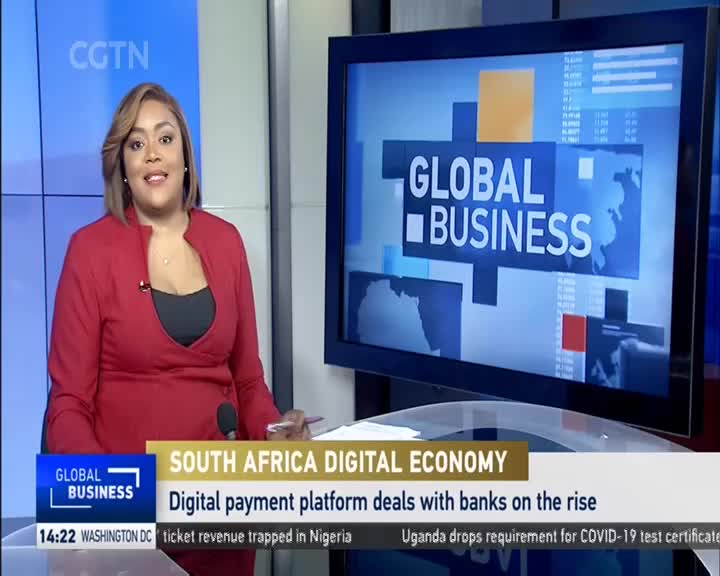 CGTN
GLOBAL
BUSINESS
SOUTH AFRICA DIGITAL ECONOMY
GLOBAL
BUSINESS
Digital payment platform deals with banks on the rise
14:22 WASHINGTON DC ticket revenue trapped in Nigeria Uganda drops requirement for COVID-19 test certificate